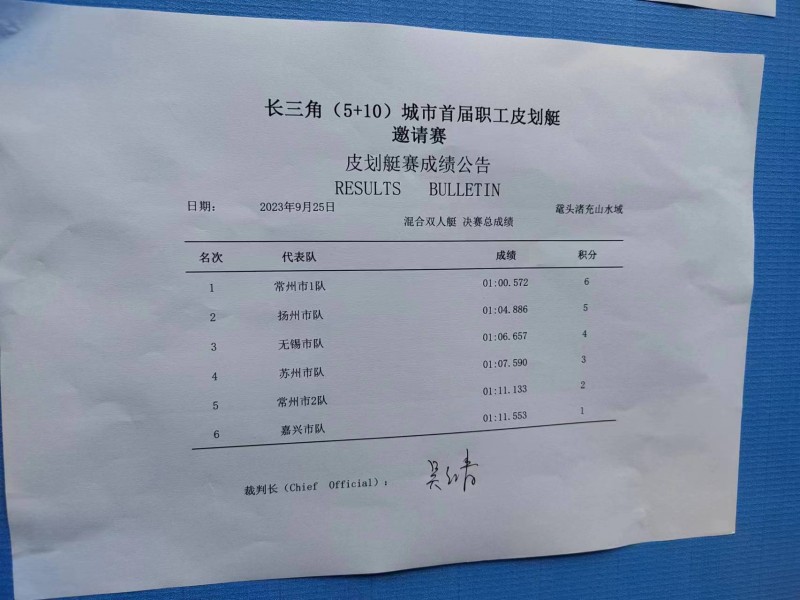 长三角（5+10）城市首届职工皮划艇
邀请赛
皮划艇赛成绩公告
RESULTS BULLETIN
日期： 2023年9月25日 鼋头渚充山水域
混合双人艇 决赛总成绩
名次 代表队 成绩 积分
1 常州市1队 01:00.572 6
2 扬州市队 01:04.886 5
3 无锡市队 01:06.657 4
4 苏州市队 01:07.590 3
5 常州市2队 01:11.133 2
6 嘉兴市队 01:11.553 1
裁判长（Chief Official）：